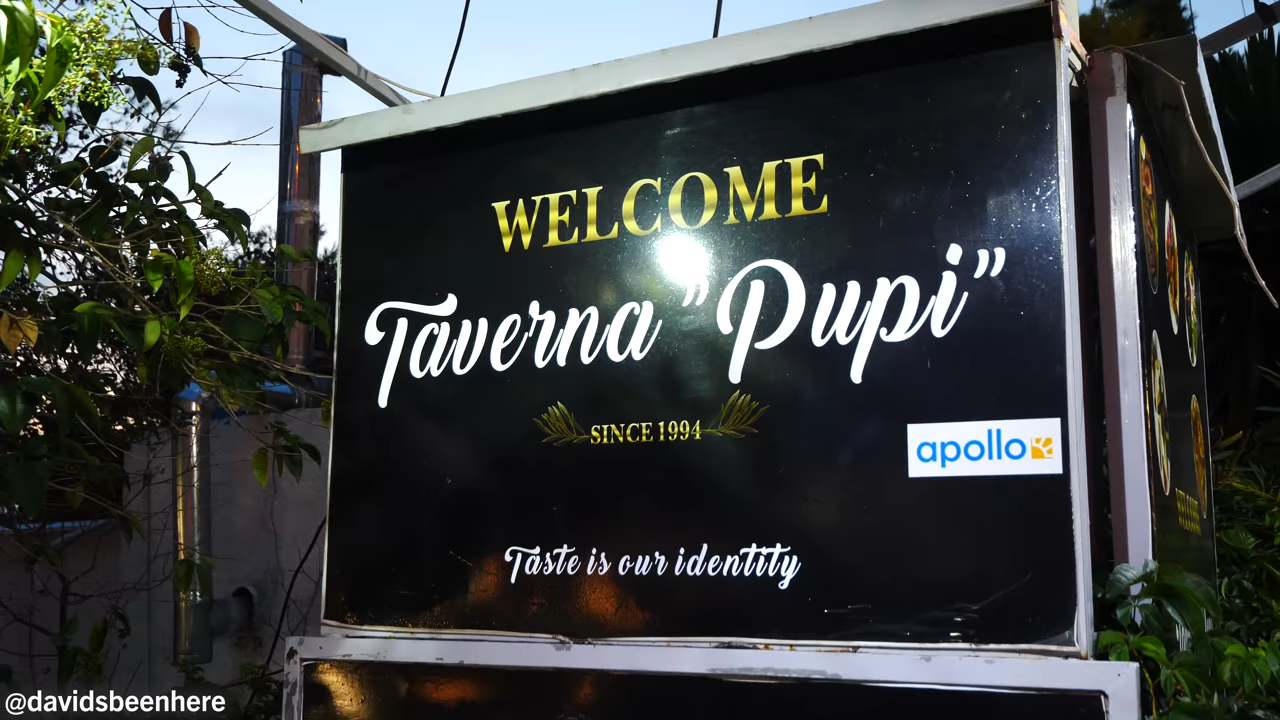 WELCOME
Taverna "Pupi"
SINCE 1994
apollo
Taste is our identity
@davidsbeenhere